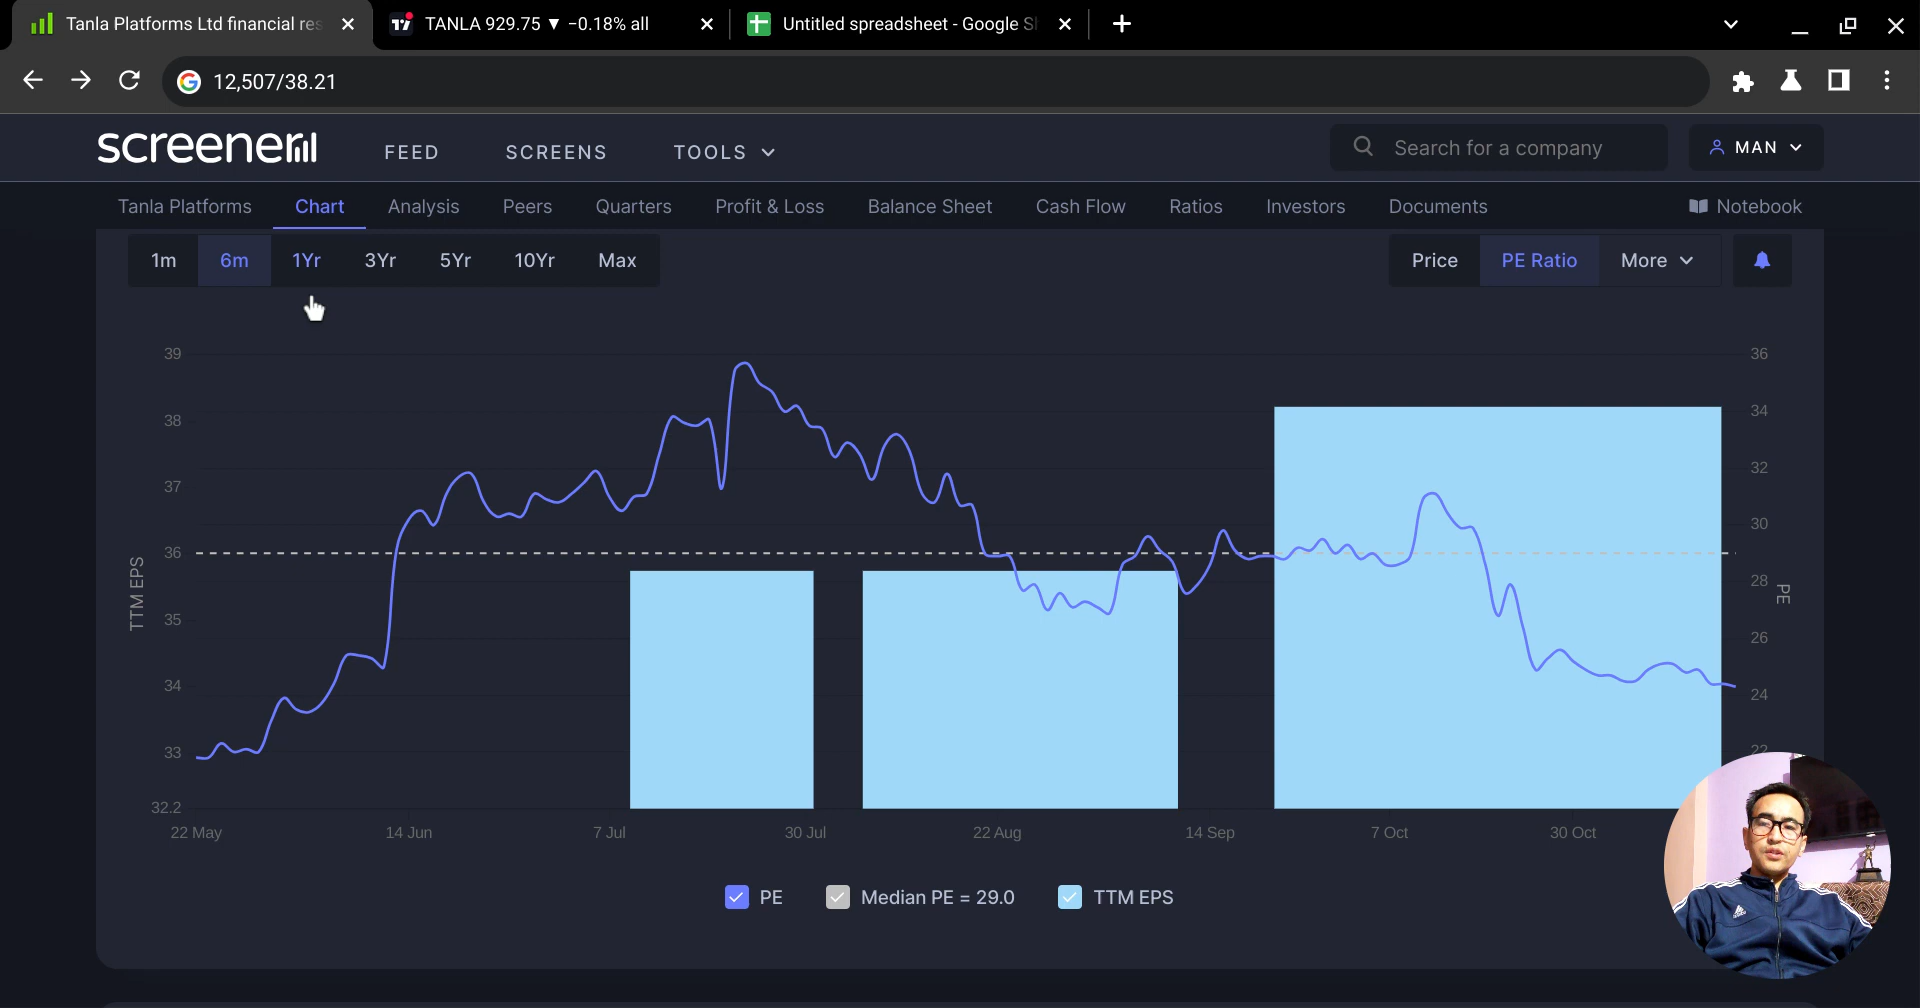 Tanla Platforms Ltd financial res
TANLA 929.75 ▼ −0.18% all
Untitled spreadsheet - Google Sh
12,507/38.21
screener
FEED
SCREENS
TOOLS
Search for a company
MAN
Tanla Platforms
Chart
Analysis
Peers
Quarters
Profit & Loss
Balance Sheet
Cash Flow
Ratios
Investors
Documents
Notebook
1m
6m
1Yr
3Yr
5Yr
10Yr
Max
Price
PE Ratio
More
39
38
37
36
35
34
33
32.2
TTM EPS
36
34
32
30
28
26
24
22
PE
22 May
14 Jun
7 Jul
30 Jul
22 Aug
14 Sep
7 Oct
30 Oct
PE
Median PE = 29.0
TTM EPS